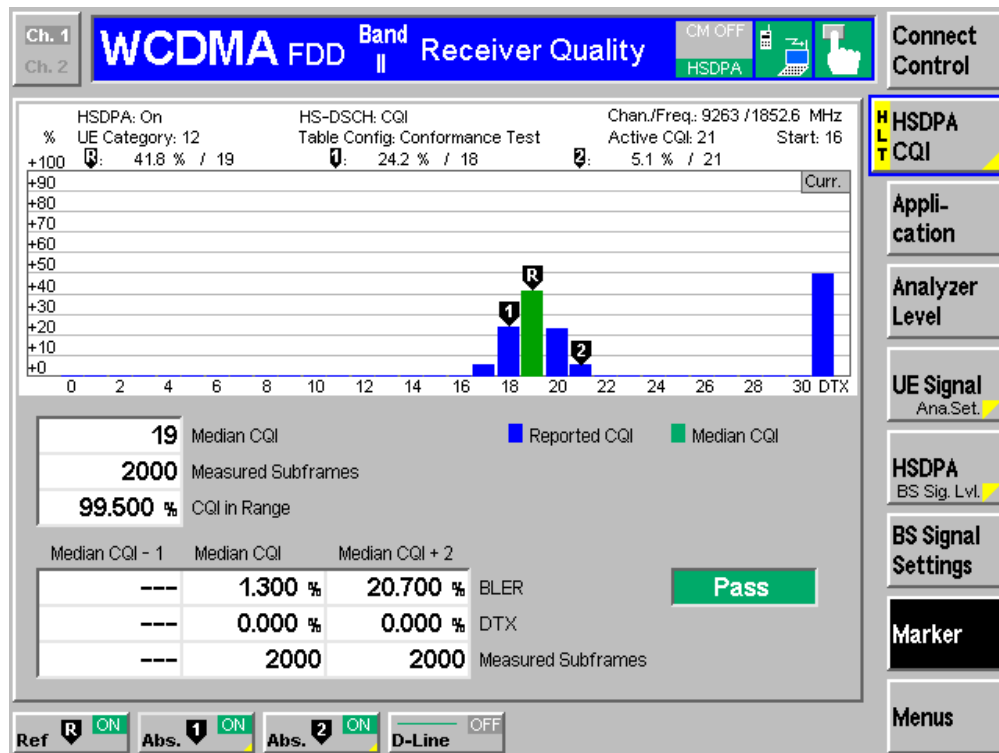 Ch. 1
Ch. 2
WCDMA FDD Band II Receiver Quality
CM OFF
HSDPA
Connect Control
HSDPA: On HS-DSCH: CQI Chan./Freq.: 9263 / 1852.6 MHz
% UE Category: 12 Table Config: Conformance Test Active CQI: 21 Start: 16
+100 R: 41.8 % / 19 1: 24.2 % / 18 2: 5.1 % / 21
+90 Curr.
+80
+70
+60
+50
+40 R
+30 1
+20
+10 2
+0
0 2 4 6 8 10 12 14 16 18 20 22 24 26 28 30 DTX
19 Median CQI Reported CQI Median CQI
2000 Measured Subframes
99.500 % CQI in Range
Median CQI - 1 Median CQI Median CQI + 2
--- 1.300 % 20.700 % BLER Pass
--- 0.000 % 0.000 % DTX
--- 2000 2000 Measured Subframes
HLT HSDPA CQI
Appli-
cation
Analyzer
Level
UE Signal
Ana.Set.
HSDPA
BS Sig. Lvl.
BS Signal
Settings
Marker
Menus
Ref R ON Abs. 1 ON Abs. 2 ON D-Line OFF